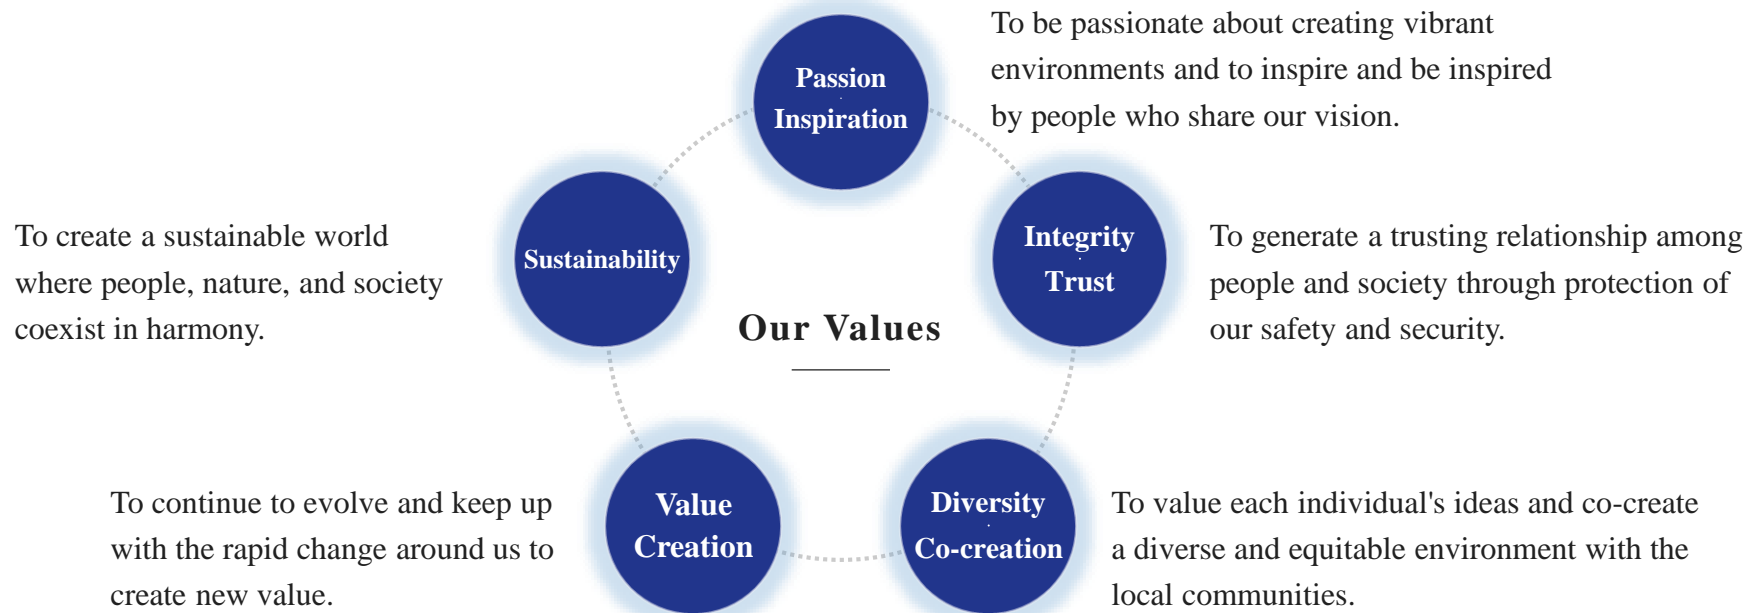 Passion
·
Inspiration
To be passionate about creating vibrant
environments and to inspire and be inspired
by people who share our vision.
Sustainability
To create a sustainable world
where people, nature, and society
coexist in harmony.
Integrity
·
Trust
To generate a trusting relationship among
people and society through protection of
our safety and security.
Our Values
Value
Creation
To continue to evolve and keep up
with the rapid change around us to
create new value.
Diversity
·
Co-creation
To value each individual's ideas and co-create
a diverse and equitable environment with the
local communities.